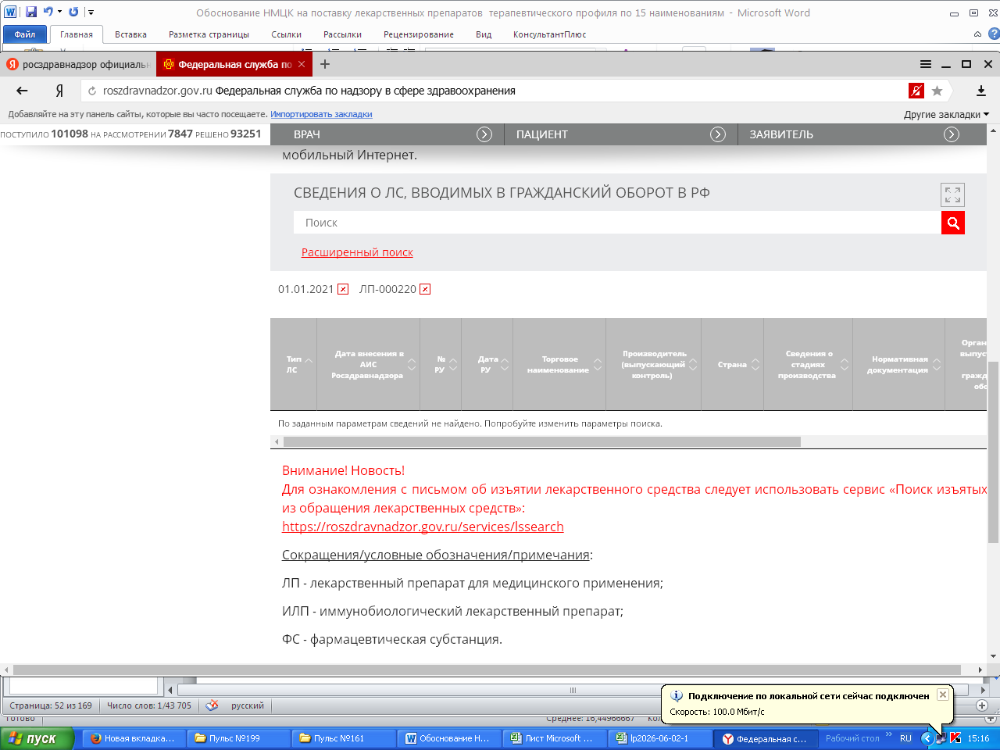 Обоснование НМЦК на поставку лекарственных препаратов терапевтического профиля по 15 наименованиям - Microsoft Word
Файл Главная Вставка Разметка страницы Ссылки Рассылки Рецензирование Вид КонсультантПлюс
росздравнадзор официальн Федеральная служба по
roszdravnadzor.gov.ru Федеральная служба по надзору в сфере здравоохранения
Добавляйте на эту панель сайты, которые вы часто посещаете. Импортировать закладки Другие закладки
ПОСТУПИЛО 101098 НА РАССМОТРЕНИИ 7847 РЕШЕНО 93251
ВРАЧ ПАЦИЕНТ ЗАЯВИТЕЛЬ
мобильный Интернет.
СВЕДЕНИЯ О ЛС, ВВОДИМЫХ В ГРАЖДАНСКИЙ ОБОРОТ В РФ
Поиск
Расширенный поиск
01.01.2021 ЛП-000220
Тип ЛС
Дата внесения в АИС Росздравнадзора
№ РУ
Дата РУ
Торговое наименование
Производитель (выпускающий контроль)
Страна
Сведения о стадиях производства
Нормативная документация
Орган
выпус
гражд
обо
По заданным параметрам сведений не найдено. Попробуйте изменить параметры поиска.
Внимание! Новость!
Для ознакомления с письмом об изъятии лекарственного средства следует использовать сервис «Поиск изъятых
из обращения лекарственных средств»:
https://roszdravnadzor.gov.ru/services/lssearch
Сокращения/условные обозначения/примечания:
ЛП - лекарственный препарат для медицинского применения;
ИЛП - иммунобиологический лекарственный препарат;
ФС - фармацевтическая субстанция.
Подключение по локальной сети сейчас подключен
Скорость: 100.0 Мбит/с
Страница: 52 из 169 Число слов: 1/43 705 русский
Готово Среднее: 16,44966667 Кол
пуск Новая вкладка... Пульс №199 Пульс №161 Обоснование Н... Лист Microsoft ... lp2026-06-02-1 Федеральная с... Рабочий стол RU 15:16